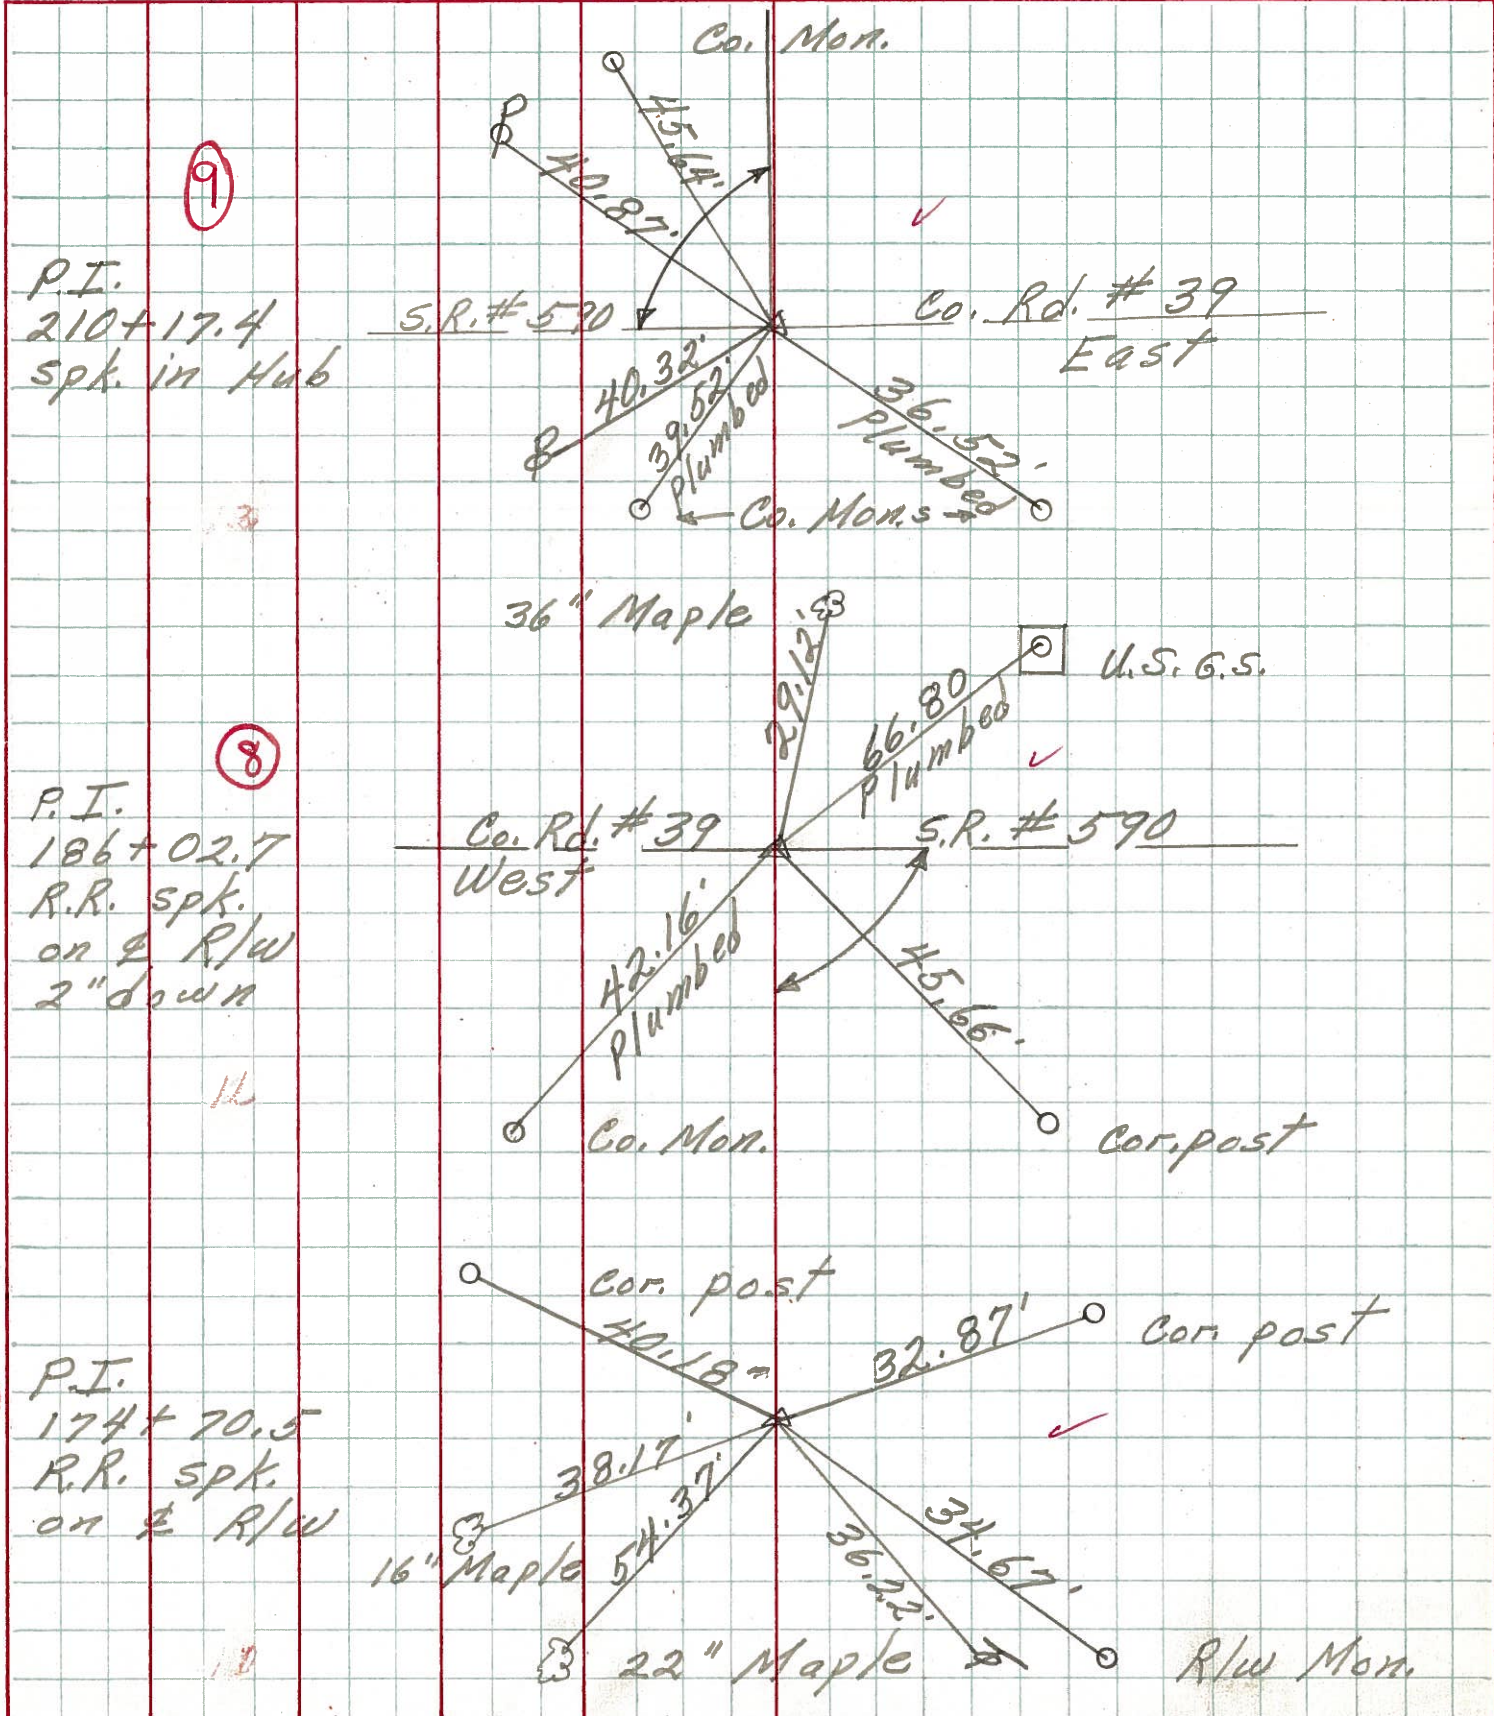 Co. Mon.
45.64'
40.87'
9
P.I.
210+17.4
spk. in Hub
S.R. # 590
Co. Rd. # 39
East
40.32'
39.52'
Plumbed
36.52'
Plumbed
← Co. Mon.s →
36" Maple
29.12'
66.80
Plumbed
U.S.G.S.
8
P.I.
186+02.7
R.R. spk.
on ℄ R/W
2" down
Co. Rd. # 39
West
S.R. # 590
42.16'
Plumbed
45.66'
11
Co. Mon.
Cor. post
Cor. post
40.18
32.87'
Cor. post
P.I.
174+70.5
R.R. spk.
on ℄ R/W
38.17'
54.37'
36.22'
34.67'
16" Maple
22" Maple
R/W Mon.